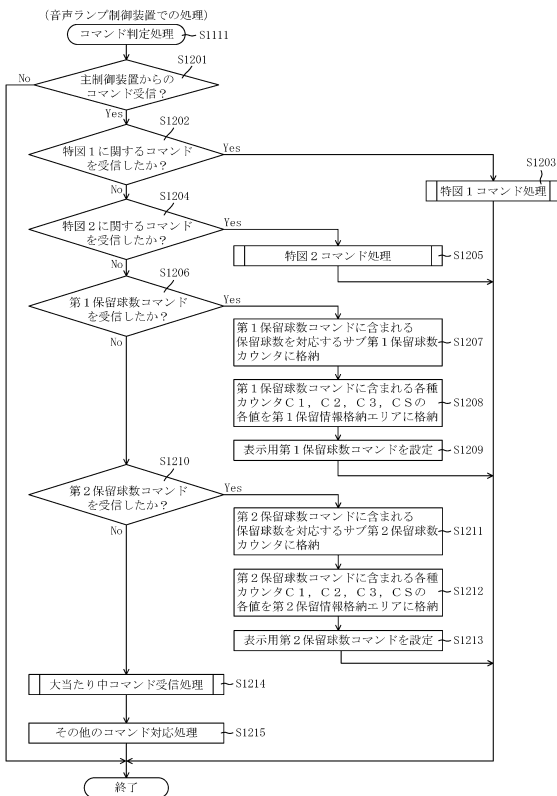 （音声ランプ制御装置での処理）
コマンド判定処理
S1111
S1201
No
主制御装置からの
コマンド受信？
Yes
S1202
特図１に関するコマンド
を受信したか？
Yes
S1203
特図１コマンド処理
No
S1204
特図２に関するコマンド
を受信したか？
Yes
特図２コマンド処理
S1205
No
S1206
第１保留球数コマンド
を受信したか？
Yes
No
第１保留球数コマンドに含まれる
保留球数を対応するサブ第１保留球数
カウンタに格納
S1207
第１保留球数コマンドに含まれる各種
カウンタＣ１，Ｃ２，Ｃ３，ＣＳの
各値を第１保留情報格納エリアに格納
S1208
表示用第１保留球数コマンドを設定
S1209
S1210
第２保留球数コマンド
を受信したか？
Yes
No
第２保留球数コマンドに含まれる
保留球数を対応するサブ第２保留球数
カウンタに格納
S1211
第２保留球数コマンドに含まれる各種
カウンタＣ１，Ｃ２，Ｃ３，ＣＳの
各値を第２保留情報格納エリアに格納
S1212
表示用第２保留球数コマンドを設定
S1213
大当たり中コマンド受信処理
S1214
その他のコマンド対応処理
S1215
終了